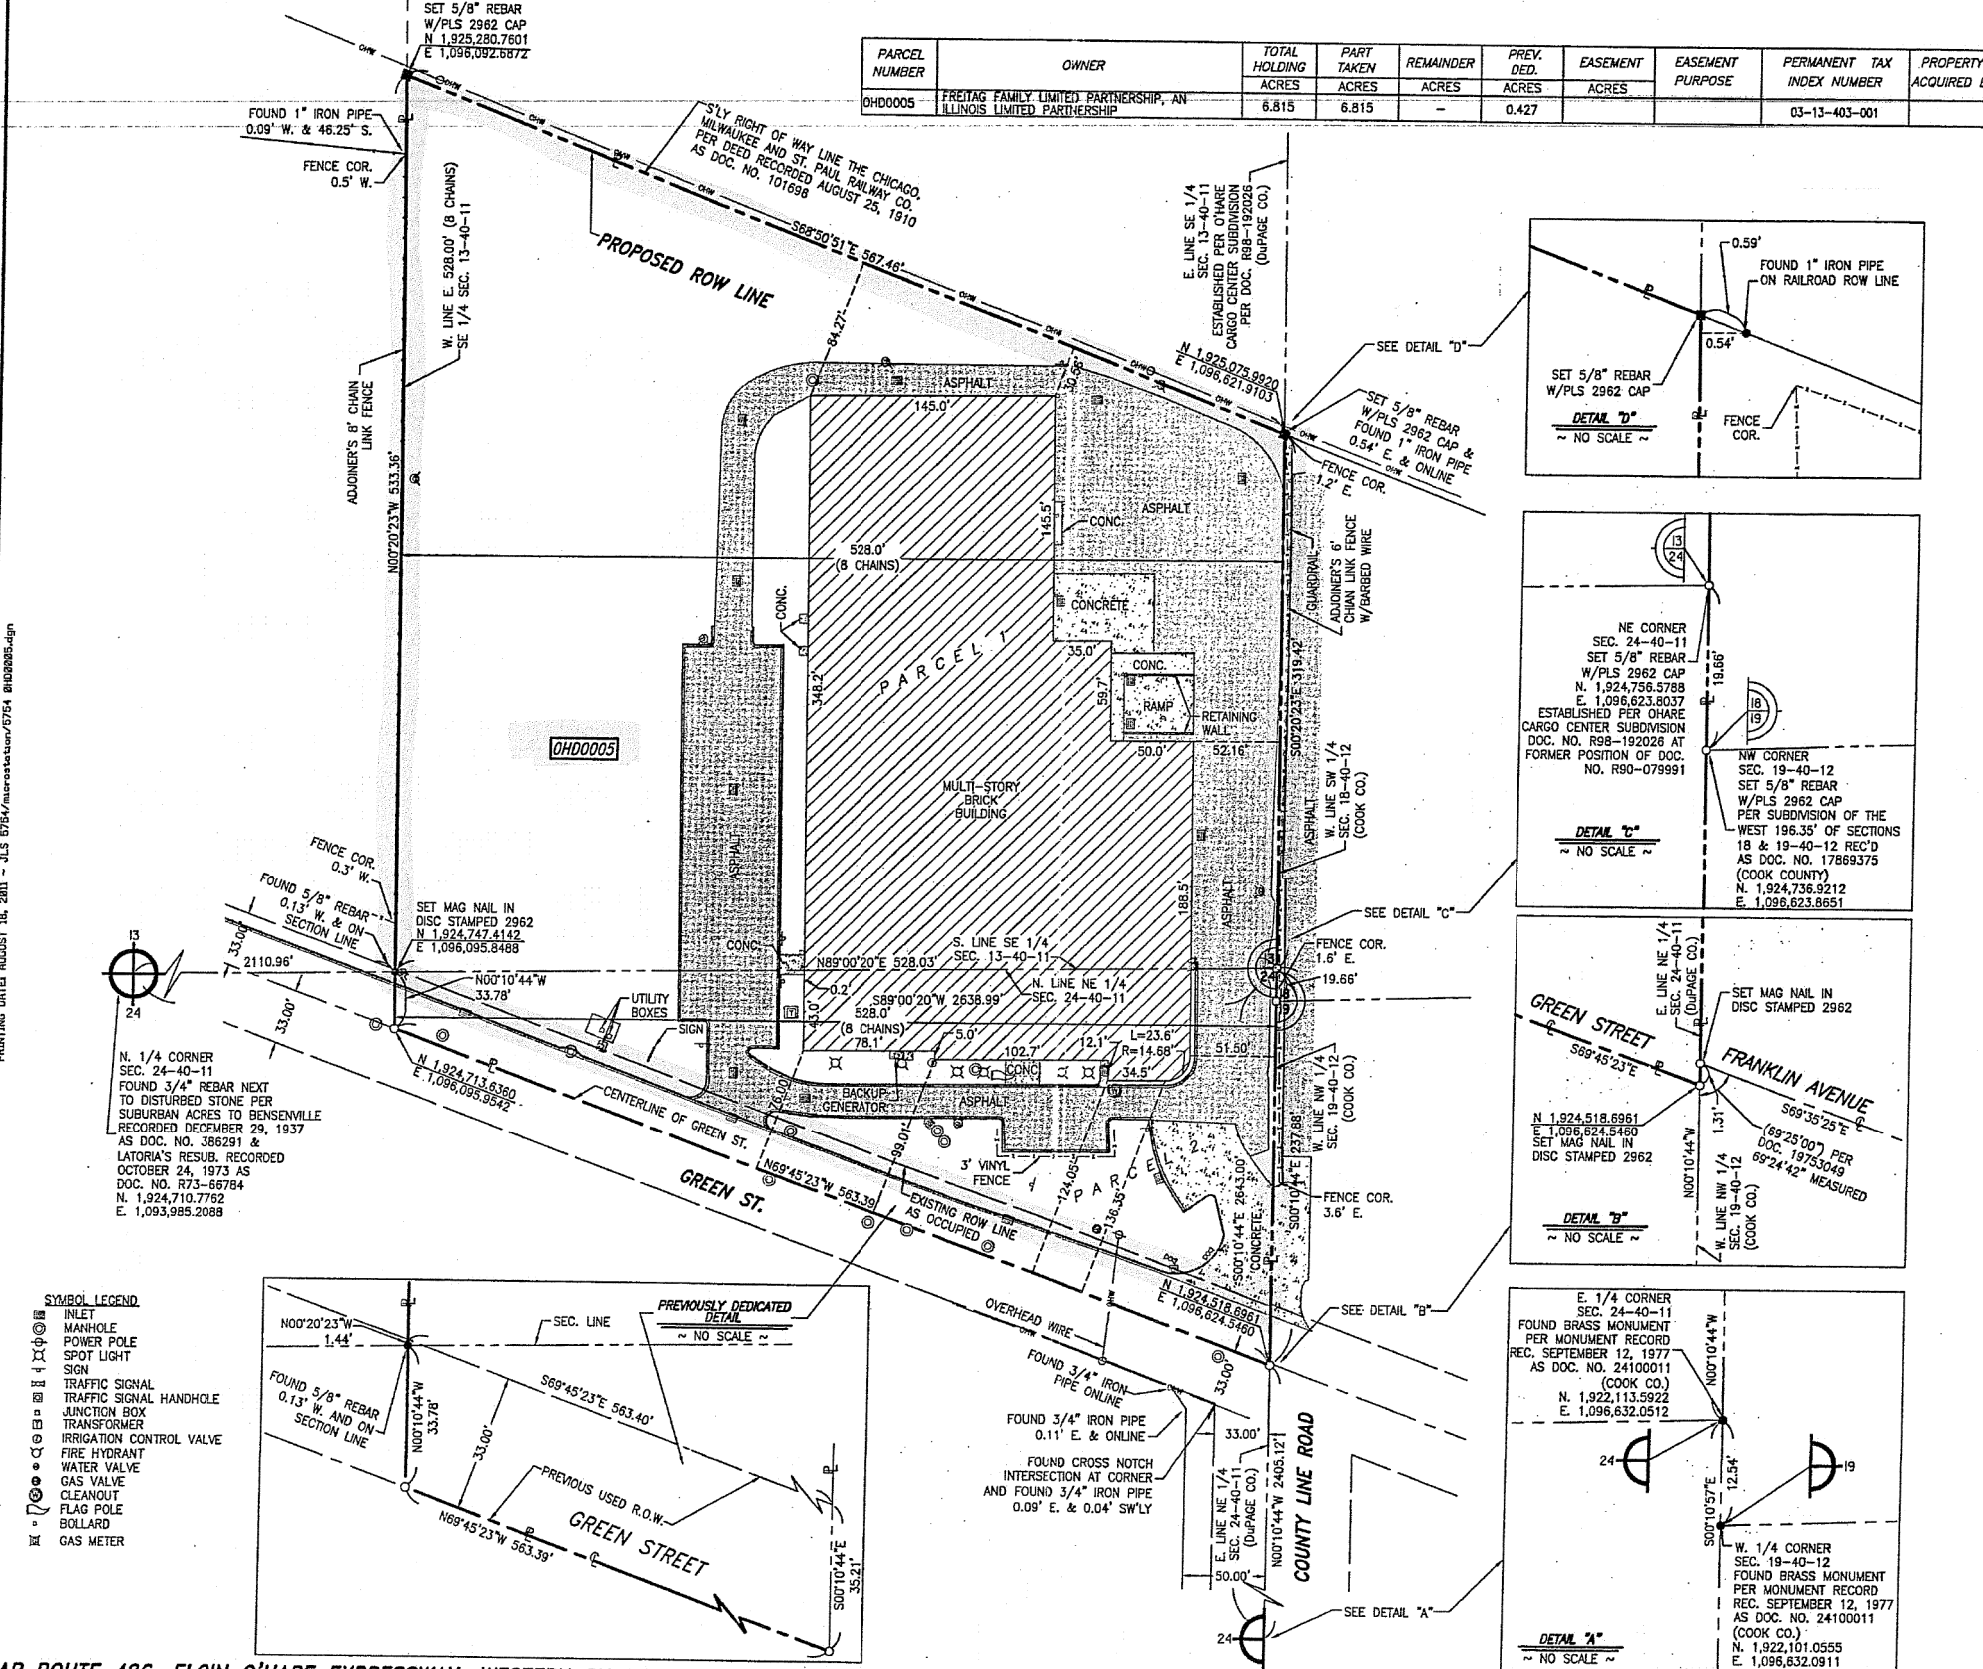 SET 5/8" REBAR
W/PLS 2962 CAP
N 1,925,280.7601
E 1,096,092.6872
PARCEL NUMBER
OWNER
TOTAL HOLDING
PART TAKEN
REMAINDER
PREV. DED.
EASEMENT
EASEMENT PURPOSE
PERMANENT TAX INDEX NUMBER
PROPERTY ACQUIRED
ACRES
ACRES
ACRES
ACRES
ACRES
0HD0005
FREITAG FAMILY LIMITED PARTNERSHIP, AN
ILLINOIS LIMITED PARTNERSHIP
6.815
6.815
-
0.427
03-13-403-001
FOUND 1" IRON PIPE
0.09' W. & 46.25' S.
FENCE COR.
0.5' W.
W. LINE E. 528.00' (8 CHAINS)
SE 1/4 SEC. 13-40-11
ADJOINER'S 8' CHAIN
LINK FENCE
N00°20'23"W 533.36'
S'LY RIGHT OF WAY LINE THE CHICAGO,
MILWAUKEE AND ST. PAUL RAILWAY CO.
PER DEED RECORDED AUGUST 25, 1910
AS DOC. NO. 101698
S68°50'51"E 567.46'
PROPOSED ROW LINE
84.27'
E. LINE SE 1/4
SEC. 13-40-11
ESTABLISHED PER O'HARE
CARGO CENTER SUBDIVISION
PER DOC. R98-192026
(DuPAGE CO.)
N 1,925,075.9920
E 1,096,621.9103
SEE DETAIL "D"
SET 5/8" REBAR
W/PLS 2962 CAP &
FOUND 1" IRON PIPE
0.54' E. & ONLINE
FENCE COR.
1.2' E.
ASPHALT
145.0'
145.5'
CONC.
ASPHALT
528.0'
(8 CHAINS)
CONC.
CONCRETE
PARCEL 1
35.0'
CONC.
59.7'
RAMP
RETAINING
WALL
50.0'
52.16'
348.2'
GUARDRAIL
ADJOINER'S 6'
CHIAN LINK FENCE
W/BARBED WIRE
S00°20'23"E 319.42'
W. LINE SW 1/4
SEC. 18-40-12
(COOK CO.)
ASPHALT
0HD0005
MULTI-STORY
BRICK
BUILDING
ASPHALT
188.5'
ASPHALT
SEE DETAIL "C"
FENCE COR.
1.6' E.
19.66'
FENCE COR.
0.3' W.
FOUND 5/8" REBAR
0.13' W. & ON
SECTION LINE
SET MAG NAIL IN
DISC STAMPED 2962
N 1,924,747.4142
E 1,096,095.8488
33.00'
2110.96'
33.00'
13
24
N00°10'44"W
33.78'
UTILITY
BOXES
SIGN
CONC.
S. LINE SE 1/4
SEC. 13-40-11
N89°00'20"E 528.03'
N. LINE NE 1/4
SEC. 24-40-11
0.2'
S89°00'20"W 2638.99'
528.0'
(8 CHAINS)
43.0'
78.1'
5.0'
102.7'
12.1'
L=23.6'
R=14.68'
34.5'
51.50'
CONC
BACKUP
GENERATOR
ASPHALT
N. 1/4 CORNER
SEC. 24-40-11
FOUND 3/4" REBAR NEXT
TO DISTURBED STONE PER
SUBURBAN ACRES TO BENSENVILLE
RECORDED DECEMBER 29, 1937
AS DOC. NO. 386291 &
LATORIA'S RESUB. RECORDED
OCTOBER 24, 1973 AS
DOC. NO. R73-66784
N. 1,924,710.7762
E. 1,093,985.2088
N 1,924,713.6360
E 1,096,095.9542
CENTERLINE OF GREEN ST.
76.00'
99.01'
N69°45'23"W 563.39'
GREEN ST.
EXISTING ROW LINE
AS OCCUPIED
3' VINYL
FENCE
124.05'
136.35'
PARCEL 2
CONCRETE
S00°10'44"E 2643.00'
S00°10'44"E 237.88'
W. LINE NW 1/4
SEC. 19-40-12
(COOK CO.)
FENCE COR.
3.6' E.
N 1,924,518.6961
E 1,096,624.5460
SEE DETAIL "B"
OVERHEAD WIRE
FOUND 3/4" IRON
PIPE ONLINE
FOUND 3/4" IRON PIPE
0.11' E. & ONLINE
FOUND CROSS NOTCH
INTERSECTION AT CORNER
AND FOUND 3/4" IRON PIPE
0.09' E. & 0.04' SW'LY
33.00'
33.00'
50.00'
E. LINE NE 1/4
SEC. 24-40-11
(DuPAGE CO.)
N00°10'44"W 2405.12'
COUNTY LINE ROAD
24
SEE DETAIL "A"
SYMBOL LEGEND
INLET
MANHOLE
POWER POLE
SPOT LIGHT
SIGN
TRAFFIC SIGNAL
TRAFFIC SIGNAL HANDHOLE
JUNCTION BOX
TRANSFORMER
IRRIGATION CONTROL VALVE
FIRE HYDRANT
WATER VALVE
GAS VALVE
CLEANOUT
FLAG POLE
BOLLARD
GAS METER
PREVIOUSLY DEDICATED
DETAIL
~ NO SCALE ~
N00°20'23"W
1.44'
SEC. LINE
FOUND 5/8" REBAR
0.13' W. AND ON
SECTION LINE
N00°10'44"W
33.78'
33.00'
S69°45'23"E 563.40'
PREVIOUS USED R.O.W.
GREEN STREET
N69°45'23"W 563.39'
S00°10'44"E
35.21'
0.59'
FOUND 1" IRON PIPE
ON RAILROAD ROW LINE
0.54'
SET 5/8" REBAR
W/PLS 2962 CAP
DETAIL "D"
~ NO SCALE ~
FENCE
COR.
13
24
NE CORNER
SEC. 24-40-11
SET 5/8" REBAR
W/PLS 2962 CAP
N. 1,924,756.5788
E. 1,096,623.8037
ESTABLISHED PER OHARE
CARGO CENTER SUBDIVISION
DOC. NO. R98-192026 AT
FORMER POSITION OF DOC.
NO. R90-079991
19.66'
18
19
NW CORNER
SEC. 19-40-12
SET 5/8" REBAR
W/PLS 2962 CAP
PER SUBDIVISION OF THE
WEST 196.35' OF SECTIONS
18 & 19-40-12 REC'D
AS DOC. NO. 17869375
(COOK COUNTY)
N. 1,924,736.9212
E. 1,096,623.8651
DETAIL "C"
~ NO SCALE ~
E. LINE NE 1/4
SEC. 24-40-11
(DuPAGE CO.)
SET MAG NAIL IN
DISC STAMPED 2962
GREEN STREET
S69°45'23"E
FRANKLIN AVENUE
S69°35'25"E
N 1,924,518.6961
E 1,096,624.5460
SET MAG NAIL IN
DISC STAMPED 2962
1.31'
(69°25'00") PER
DOC. 19753049
69°24'42" MEASURED
N00°10'44"W
W. LINE NW 1/4
SEC. 19-40-12
(COOK CO.)
DETAIL "B"
~ NO SCALE ~
E. 1/4 CORNER
SEC. 24-40-11
FOUND BRASS MONUMENT
PER MONUMENT RECORD
REC. SEPTEMBER 12, 1977
AS DOC. NO. 24100011
(COOK CO.)
N. 1,922,113.5922
E. 1,096,632.0512
N00°10'44"W
24
19
12.54'
S00°10'57"E
W. 1/4 CORNER
SEC. 19-40-12
FOUND BRASS MONUMENT
PER MONUMENT RECORD
REC. SEPTEMBER 12, 1977
AS DOC. NO. 24100011
(COOK CO.)
N. 1,922,101.0555
E. 1,096,632.0911
DETAIL "A"
~ NO SCALE ~